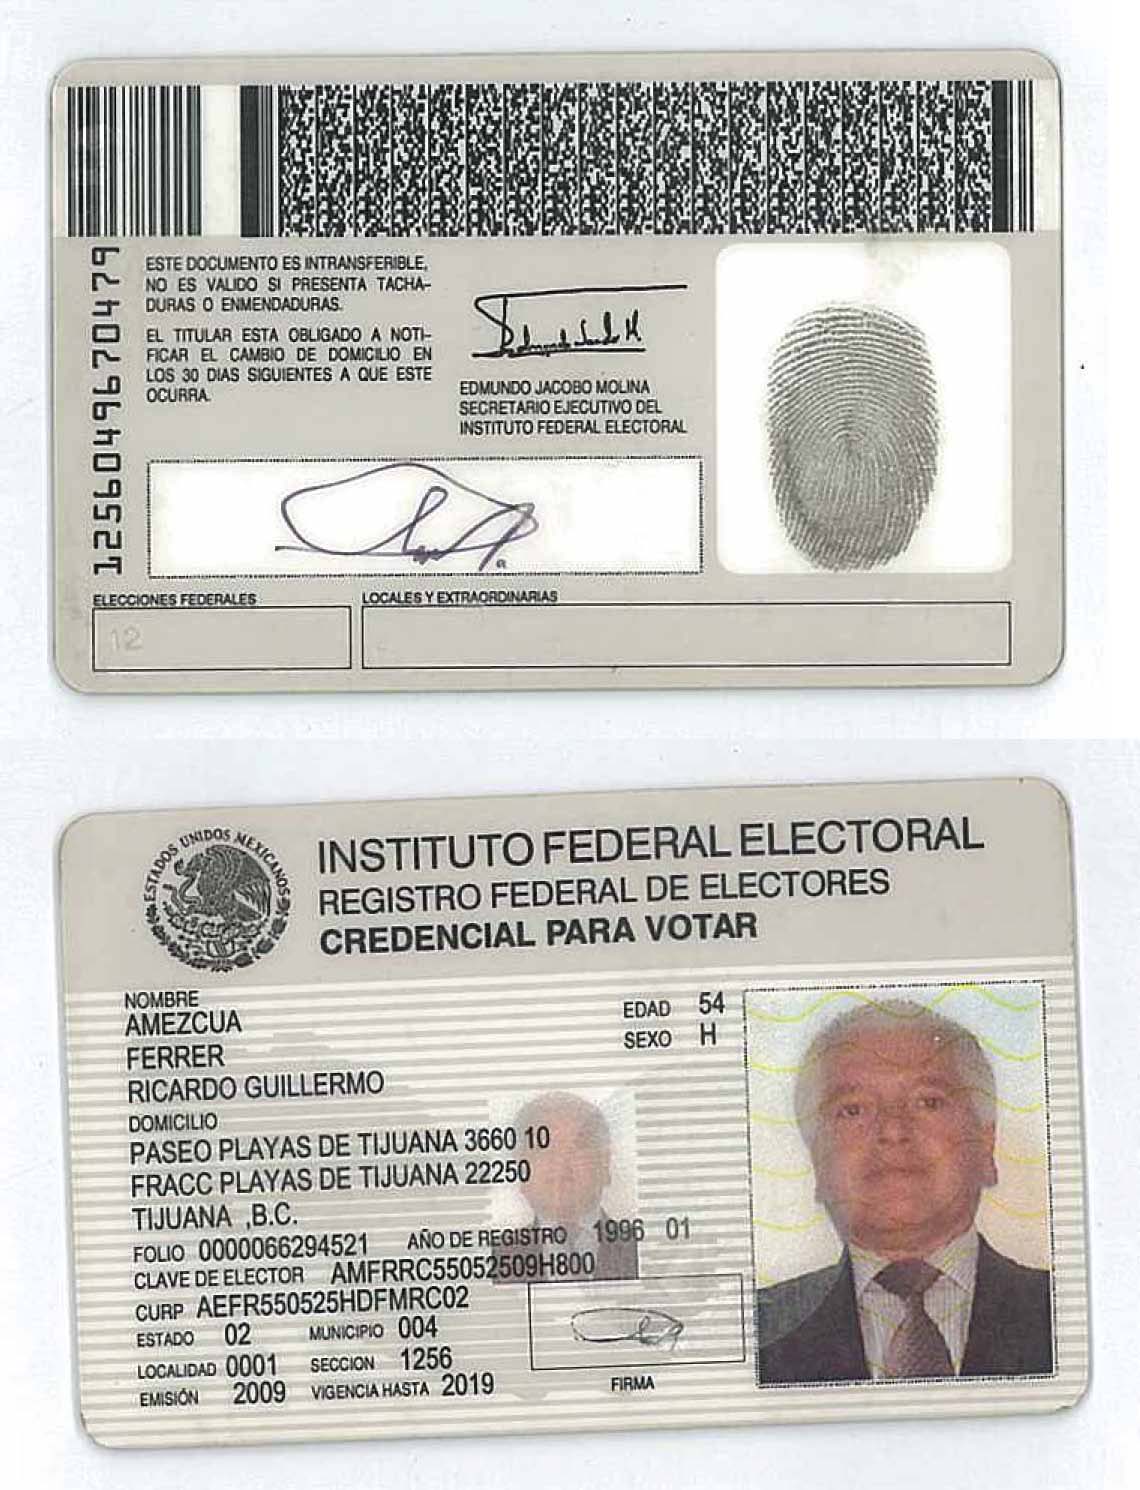 ESTE DOCUMENTO ES INTRANSFERIBLE,
NO ES VALIDO SI PRESENTA TACHA-
DURAS O ENMENDADURAS.
EL TITULAR ESTA OBLIGADO A NOTI-
FICAR EL CAMBIO DE DOMICILIO EN
LOS 30 DIAS SIGUIENTES A QUE ESTE
OCURRA.
1256049670479
EDMUNDO JACOBO MOLINA
SECRETARIO EJECUTIVO DEL
INSTITUTO FEDERAL ELECTORAL
ELECCIONES FEDERALES
LOCALES Y EXTRAORDINARIAS
12
ESTADOS UNIDOS MEXICANOS
INSTITUTO FEDERAL ELECTORAL
REGISTRO FEDERAL DE ELECTORES
CREDENCIAL PARA VOTAR
NOMBRE
AMEZCUA
FERRER
RICARDO GUILLERMO
EDAD 54
SEXO H
DOMICILIO
PASEO PLAYAS DE TIJUANA 3660 10
FRACC PLAYAS DE TIJUANA 22250
TIJUANA ,B.C.
FOLIO 0000066294521 AÑO DE REGISTRO 1996 01
CLAVE DE ELECTOR AMFRRC55052509H800
CURP AEFR550525HDFMRC02
ESTADO 02 MUNICIPIO 004
LOCALIDAD 0001 SECCION 1256
EMISIÓN 2009 VIGENCIA HASTA 2019
FIRMA